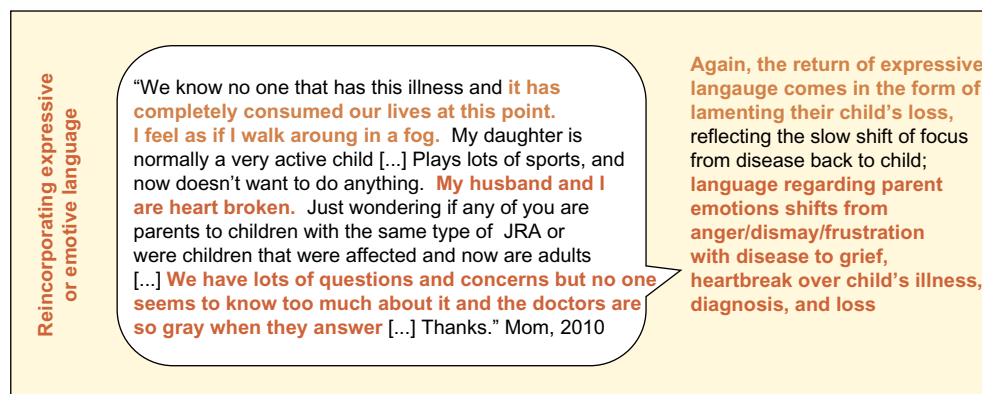 Reincorporating expressive
or emotive language
“We know no one that has this illness and it has
completely consumed our lives at this point.
I feel as if I walk aroung in a fog.  My daughter is
normally a very active child [...] Plays lots of sports, and
now doesn’t want to do anything.  My husband and I
are heart broken.  Just wondering if any of you are
parents to children with the same type of  JRA or
were children that were affected and now are adults
[...] We have lots of questions and concerns but no one
seems to know too much about it and the doctors are
so gray when they answer [...] Thanks.” Mom, 2010
Again, the return of expressive
langauge comes in the form of
lamenting their child’s loss,
reflecting the slow shift of focus
from disease back to child;
language regarding parent
emotions shifts from
anger/dismay/frustration
with disease to grief,
heartbreak over child’s illness,
diagnosis, and loss